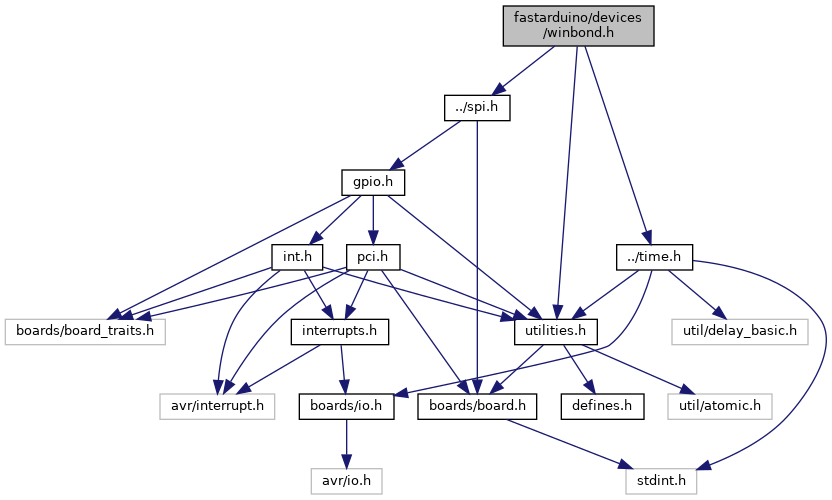 fastarduino/devices
/winbond.h
../spi.h
gpio.h
int.h
pci.h
../time.h
boards/board_traits.h
interrupts.h
utilities.h
util/delay_basic.h
avr/interrupt.h
boards/io.h
boards/board.h
defines.h
util/atomic.h
avr/io.h
stdint.h